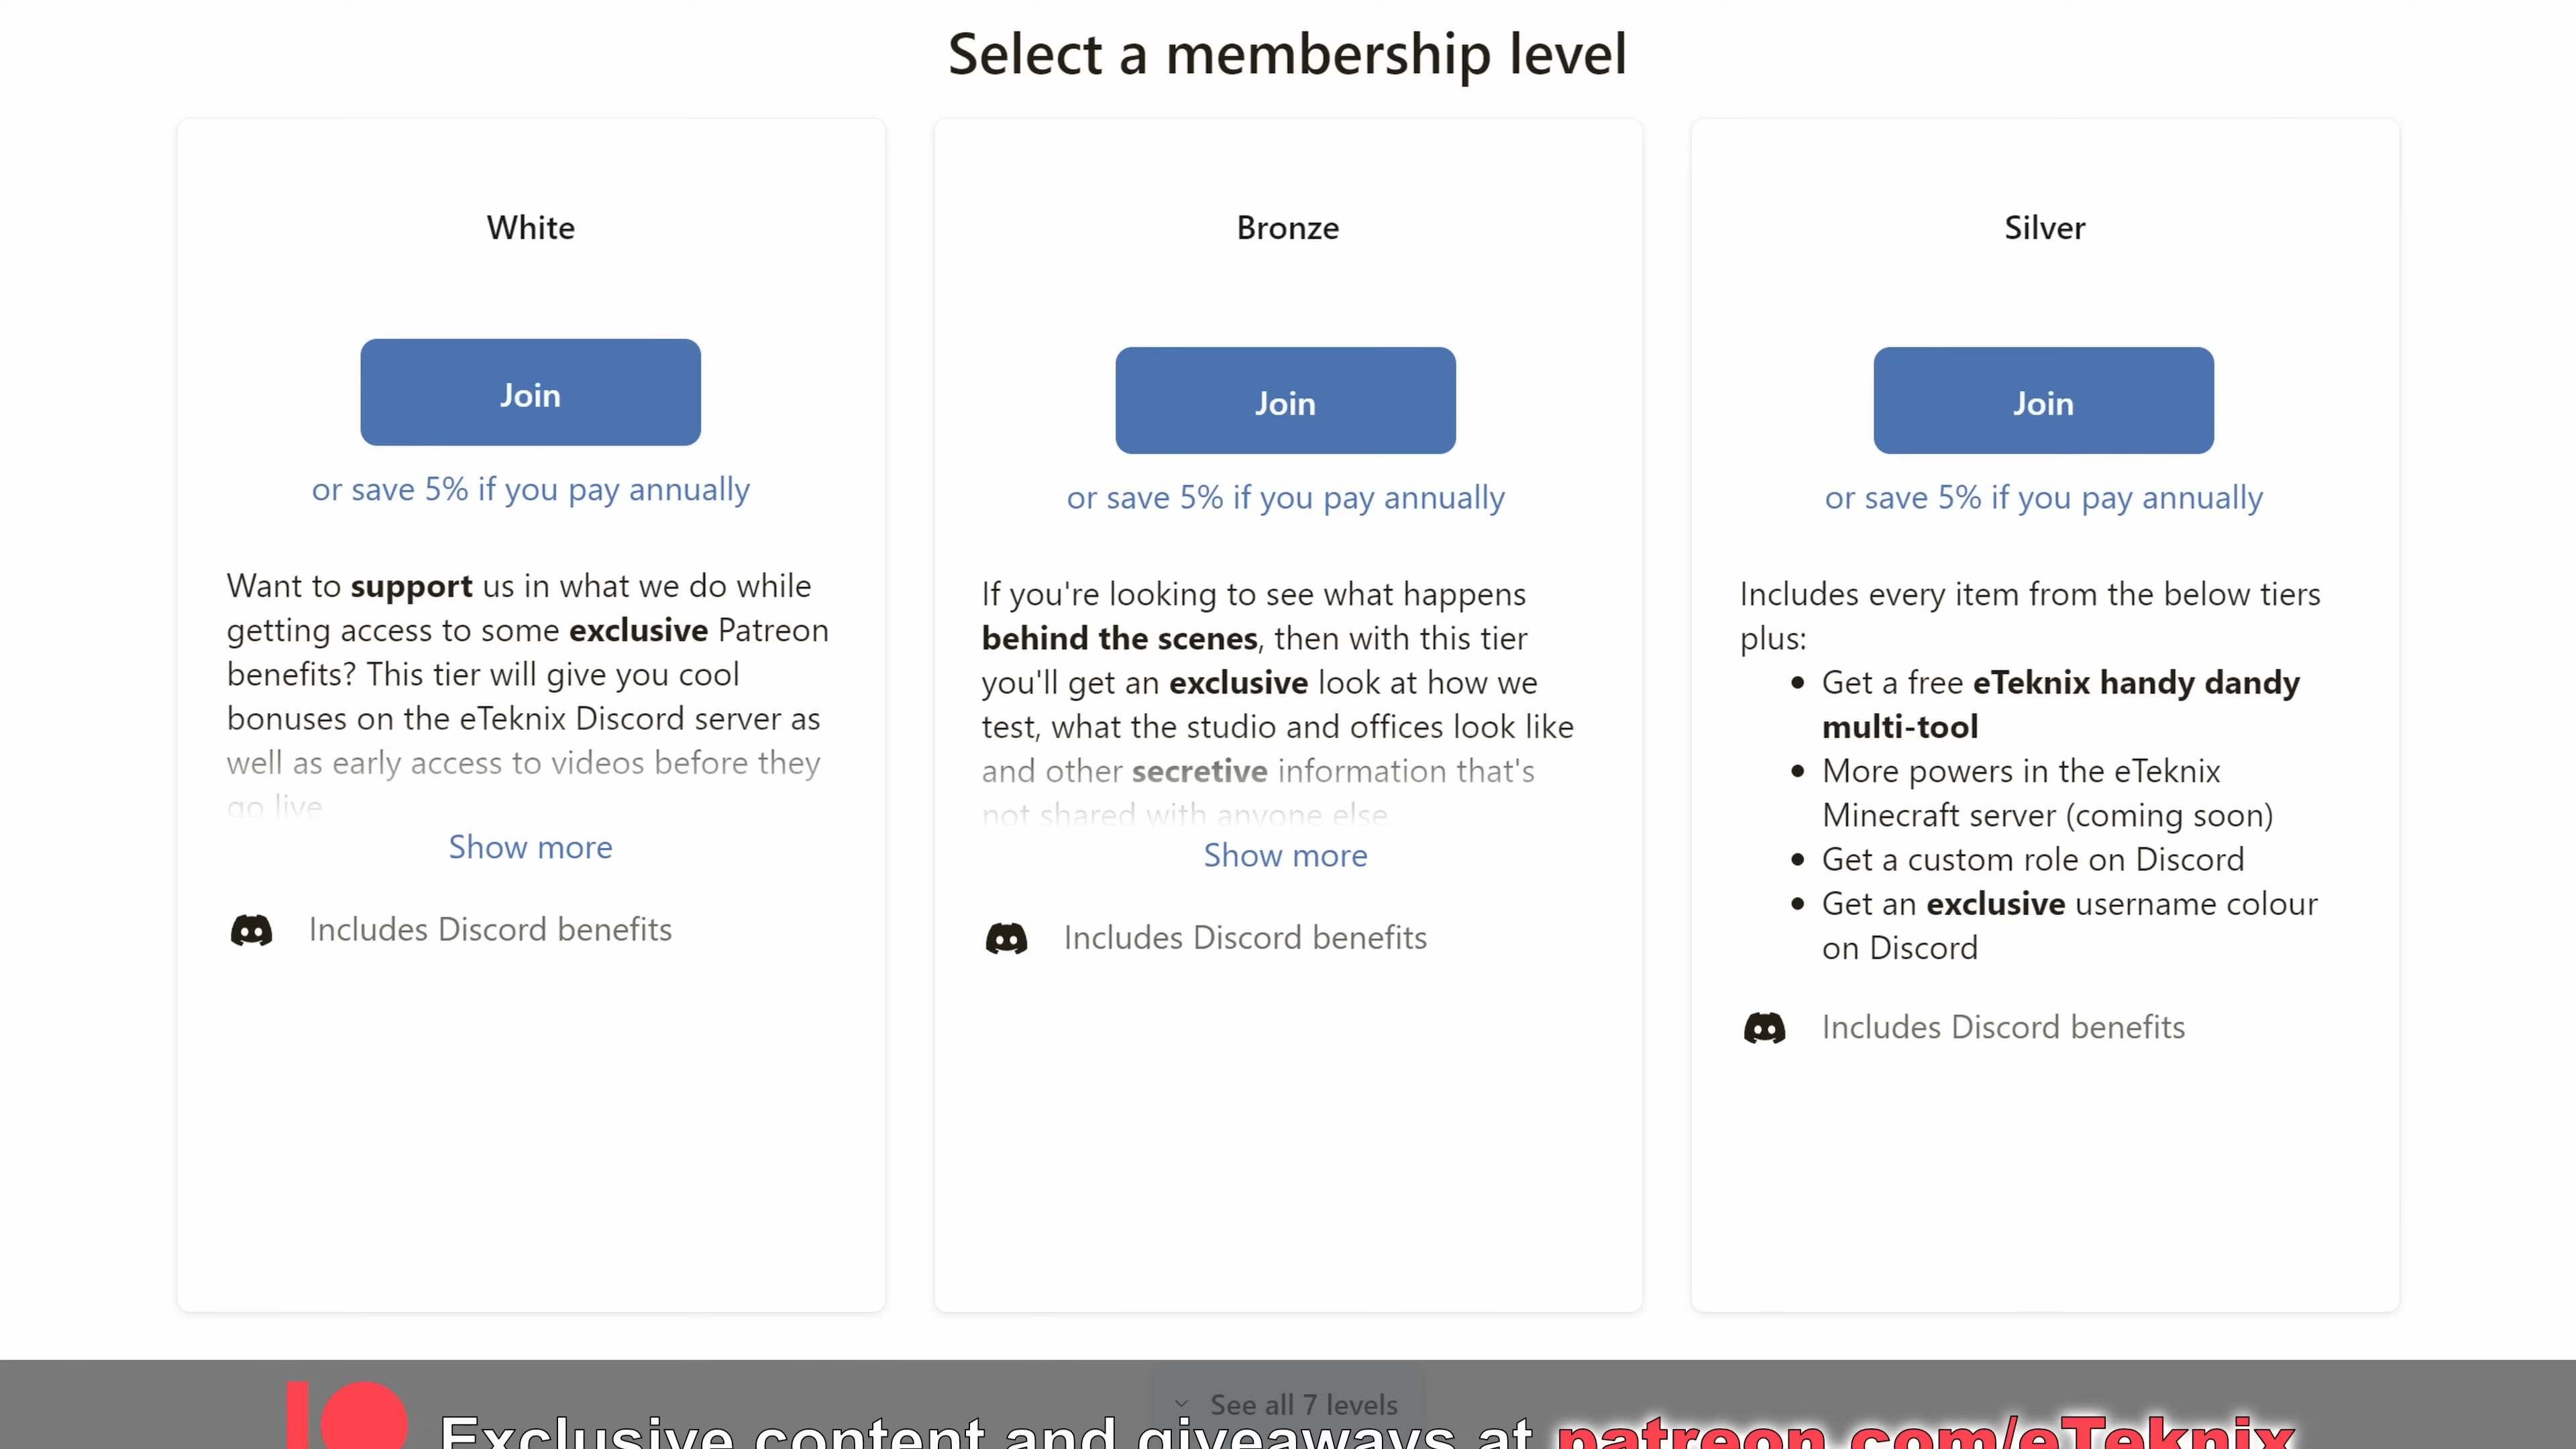 Select a membership level
White
Join
or save 5% if you pay annually
Want to support us in what we do while
getting access to some exclusive Patreon
benefits? This tier will give you cool
bonuses on the eTeknix Discord server as
well as early access to videos before they
go live
Show more
Includes Discord benefits
Bronze
Join
or save 5% if you pay annually
If you're looking to see what happens
behind the scenes, then with this tier
you'll get an exclusive look at how we
test, what the studio and offices look like
and other secretive information that's
not shared with anyone else.
Show more
Includes Discord benefits
Silver
Join
or save 5% if you pay annually
Includes every item from the below tiers
plus:
• Get a free eTeknix handy dandy
multi-tool
• More powers in the eTeknix
Minecraft server (coming soon)
• Get a custom role on Discord
• Get an exclusive username colour
on Discord
Includes Discord benefits
See all 7 levels
Exclusive content and giveaways at patreon.com/eTeknix